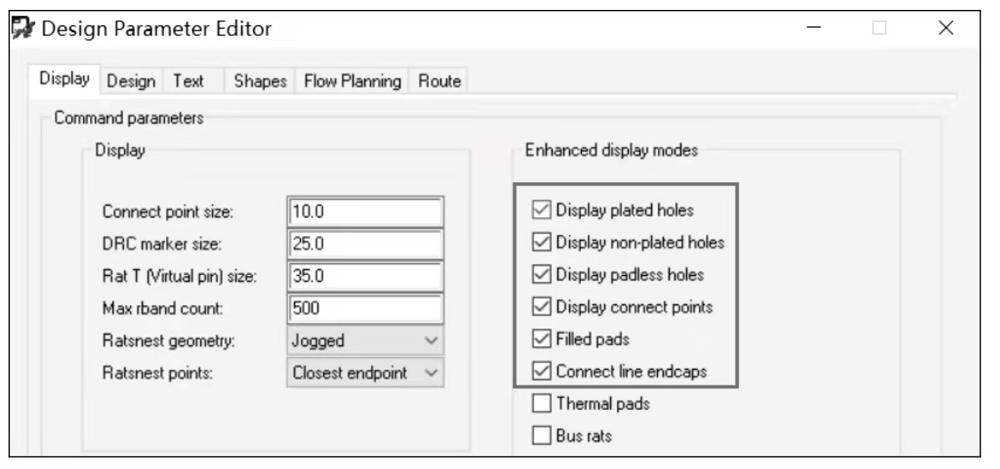 Design Parameter Editor
Display Design Text Shapes Flow Planning Route
Command parameters
Display
Connect point size: 10.0
DRC marker size: 25.0
Rat T (Virtual pin) size: 35.0
Max rband count: 500
Ratsnest geometry: Jogged
Ratsnest points: Closest endpoint
Enhanced display modes
Display plated holes
Display non-plated holes
Display padless holes
Display connect points
Filled pads
Connect line endcaps
Thermal pads
Bus rats